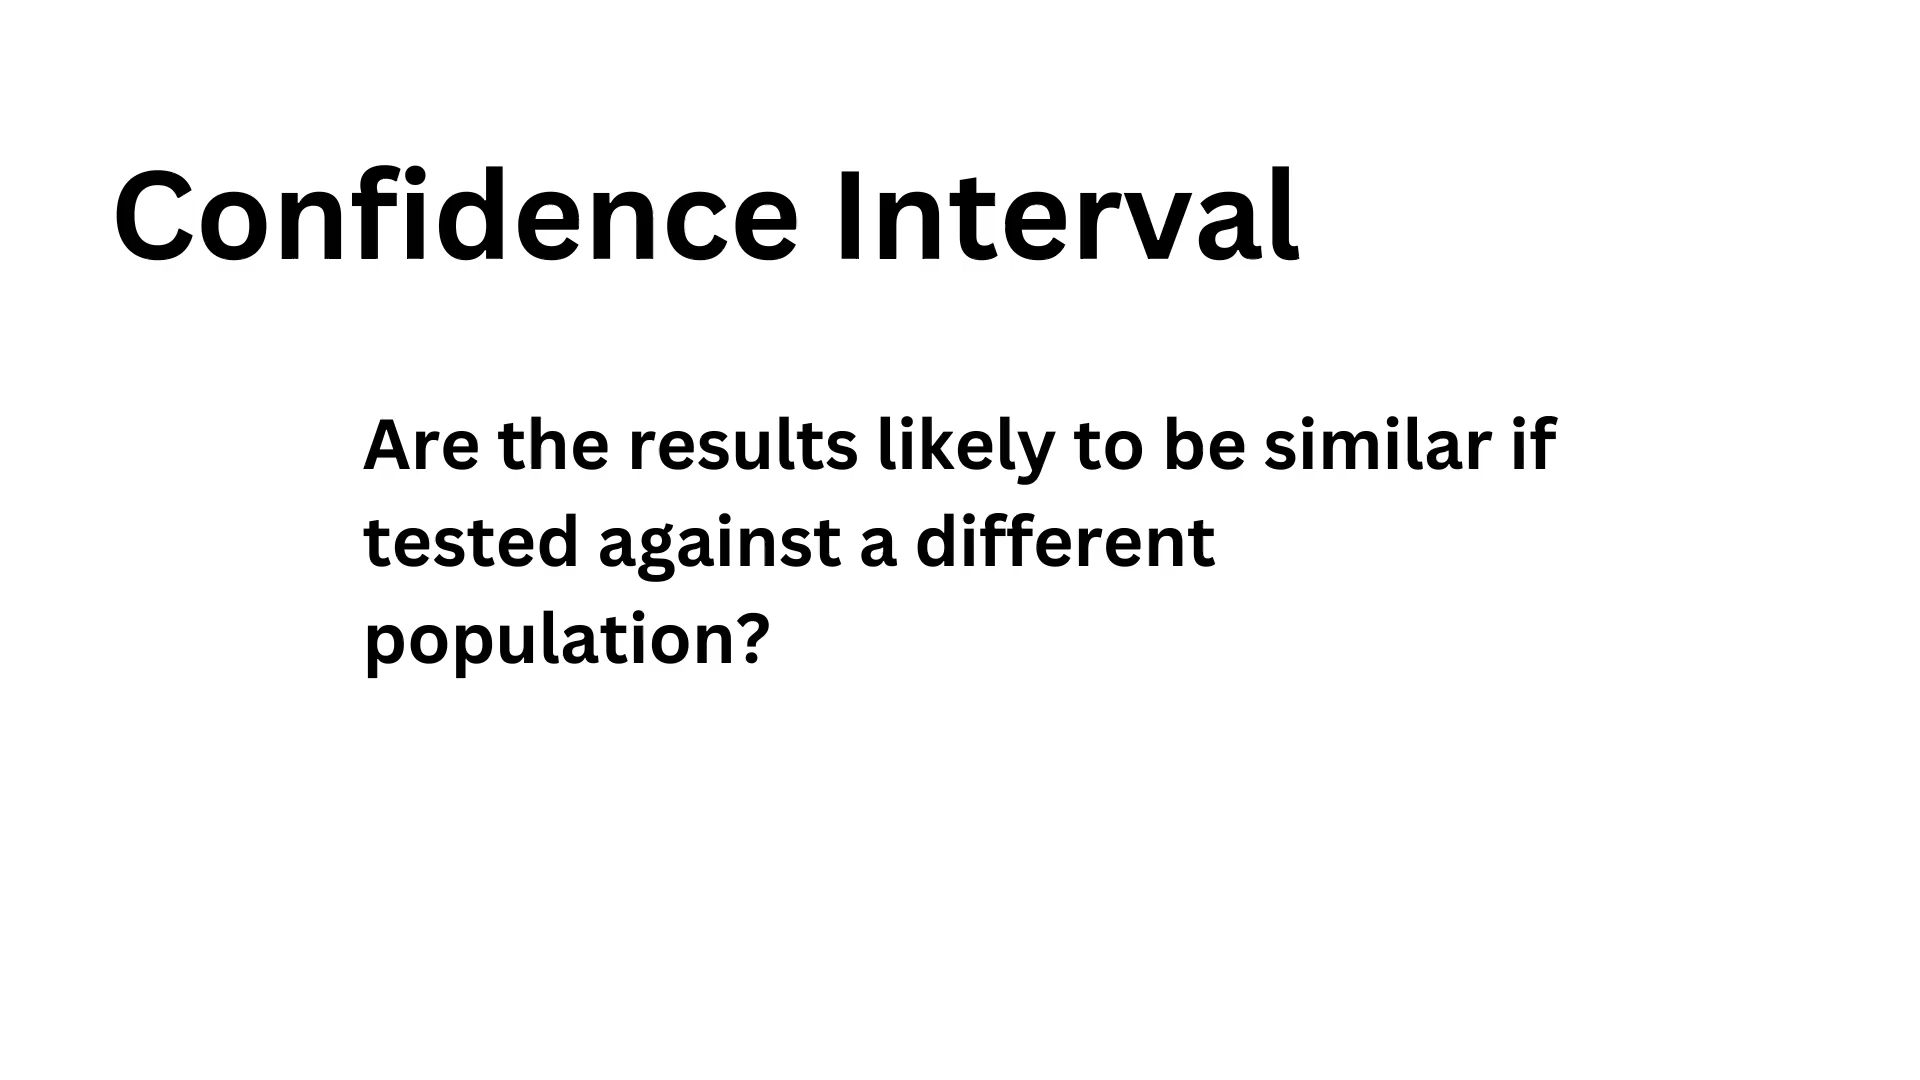 Confidence Interval
Are the results likely to be similar if
tested against a different
population?